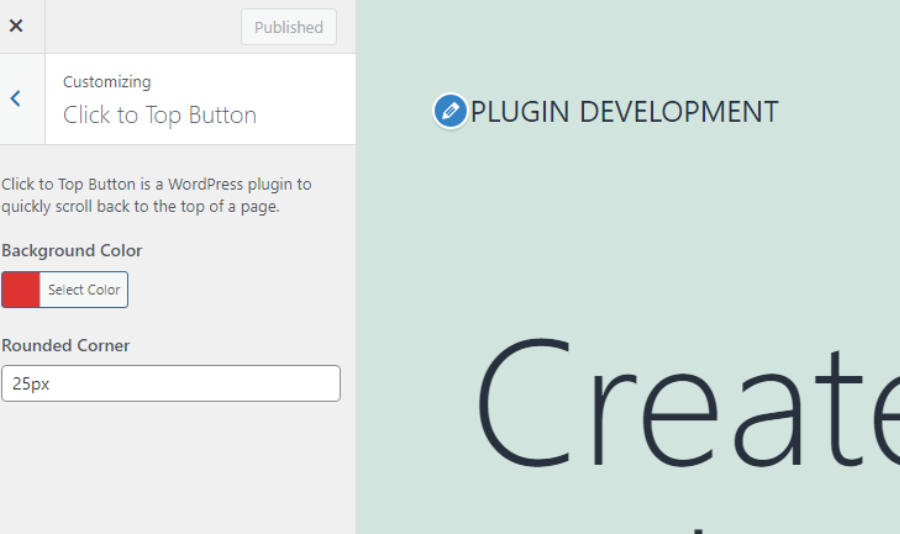 Published
Customizing
Click to Top Button
Click to Top Button is a WordPress plugin to
quickly scroll back to the top of a page.
Background Color
Select Color
Rounded Corner
25px
PLUGIN DEVELOPMENT
Create